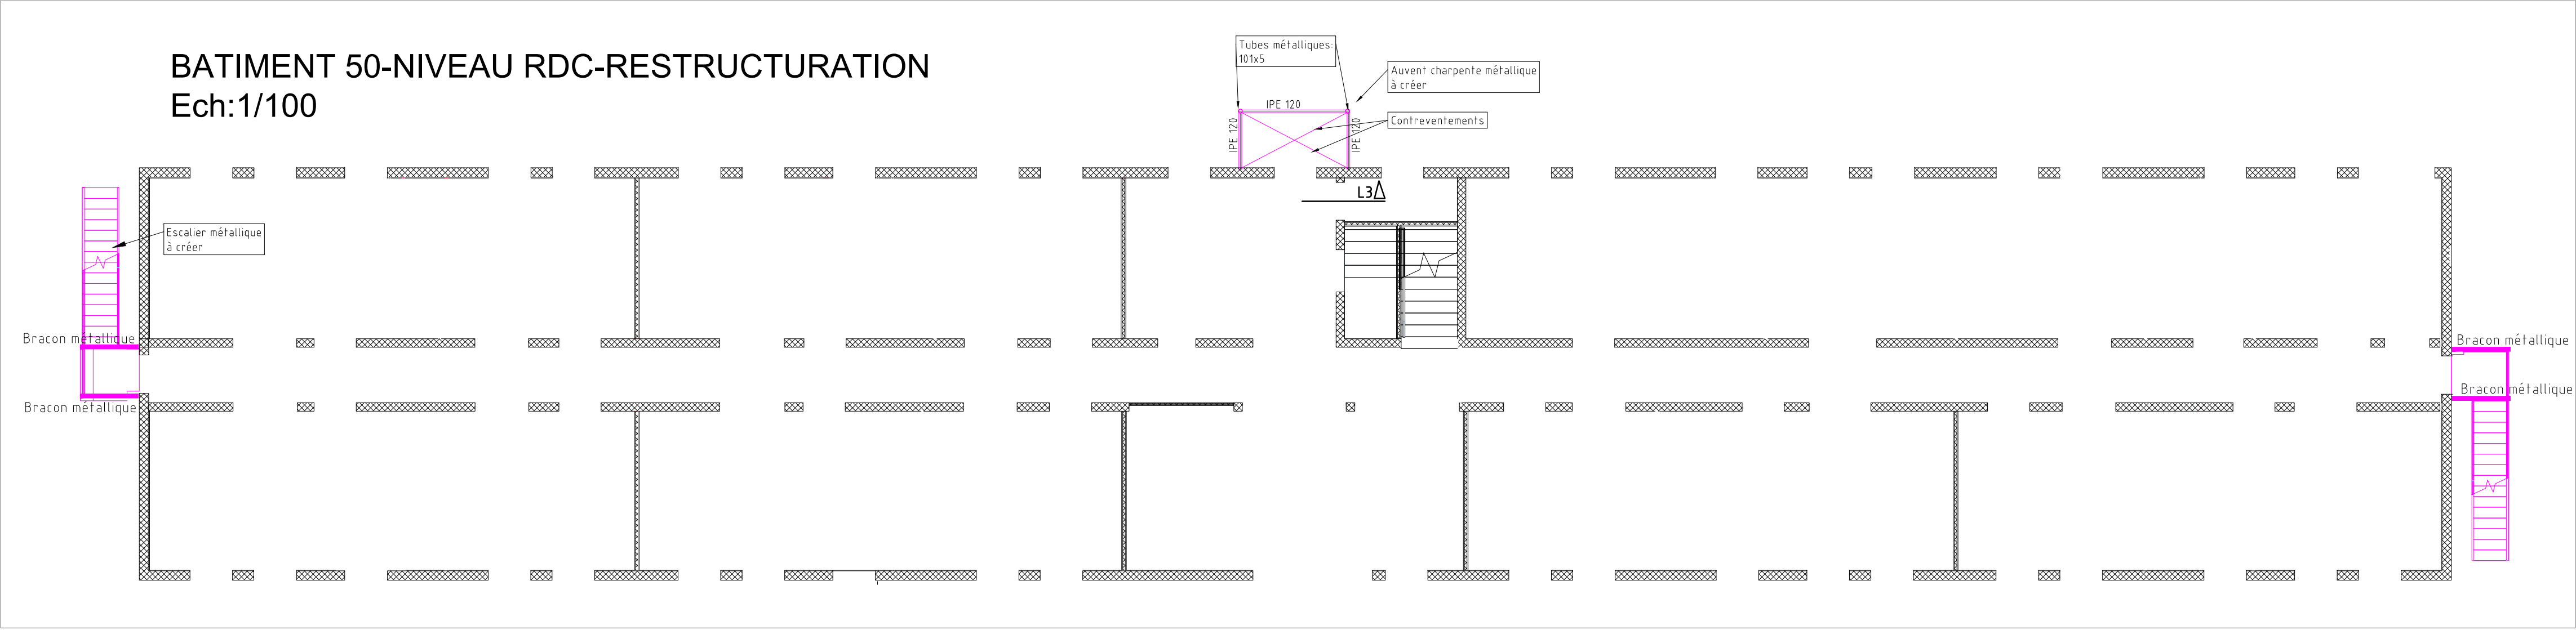 BATIMENT 50-NIVEAU RDC-RESTRUCTURATION
Ech:1/100
Tubes métalliques:
101x5
Auvent charpente métallique
à créer
IPE 120
Contreventements
IPE 120
IPE 120
L3
Escalier métallique
à créer
Bracon métallique
Bracon métallique
Bracon métallique
Bracon métallique